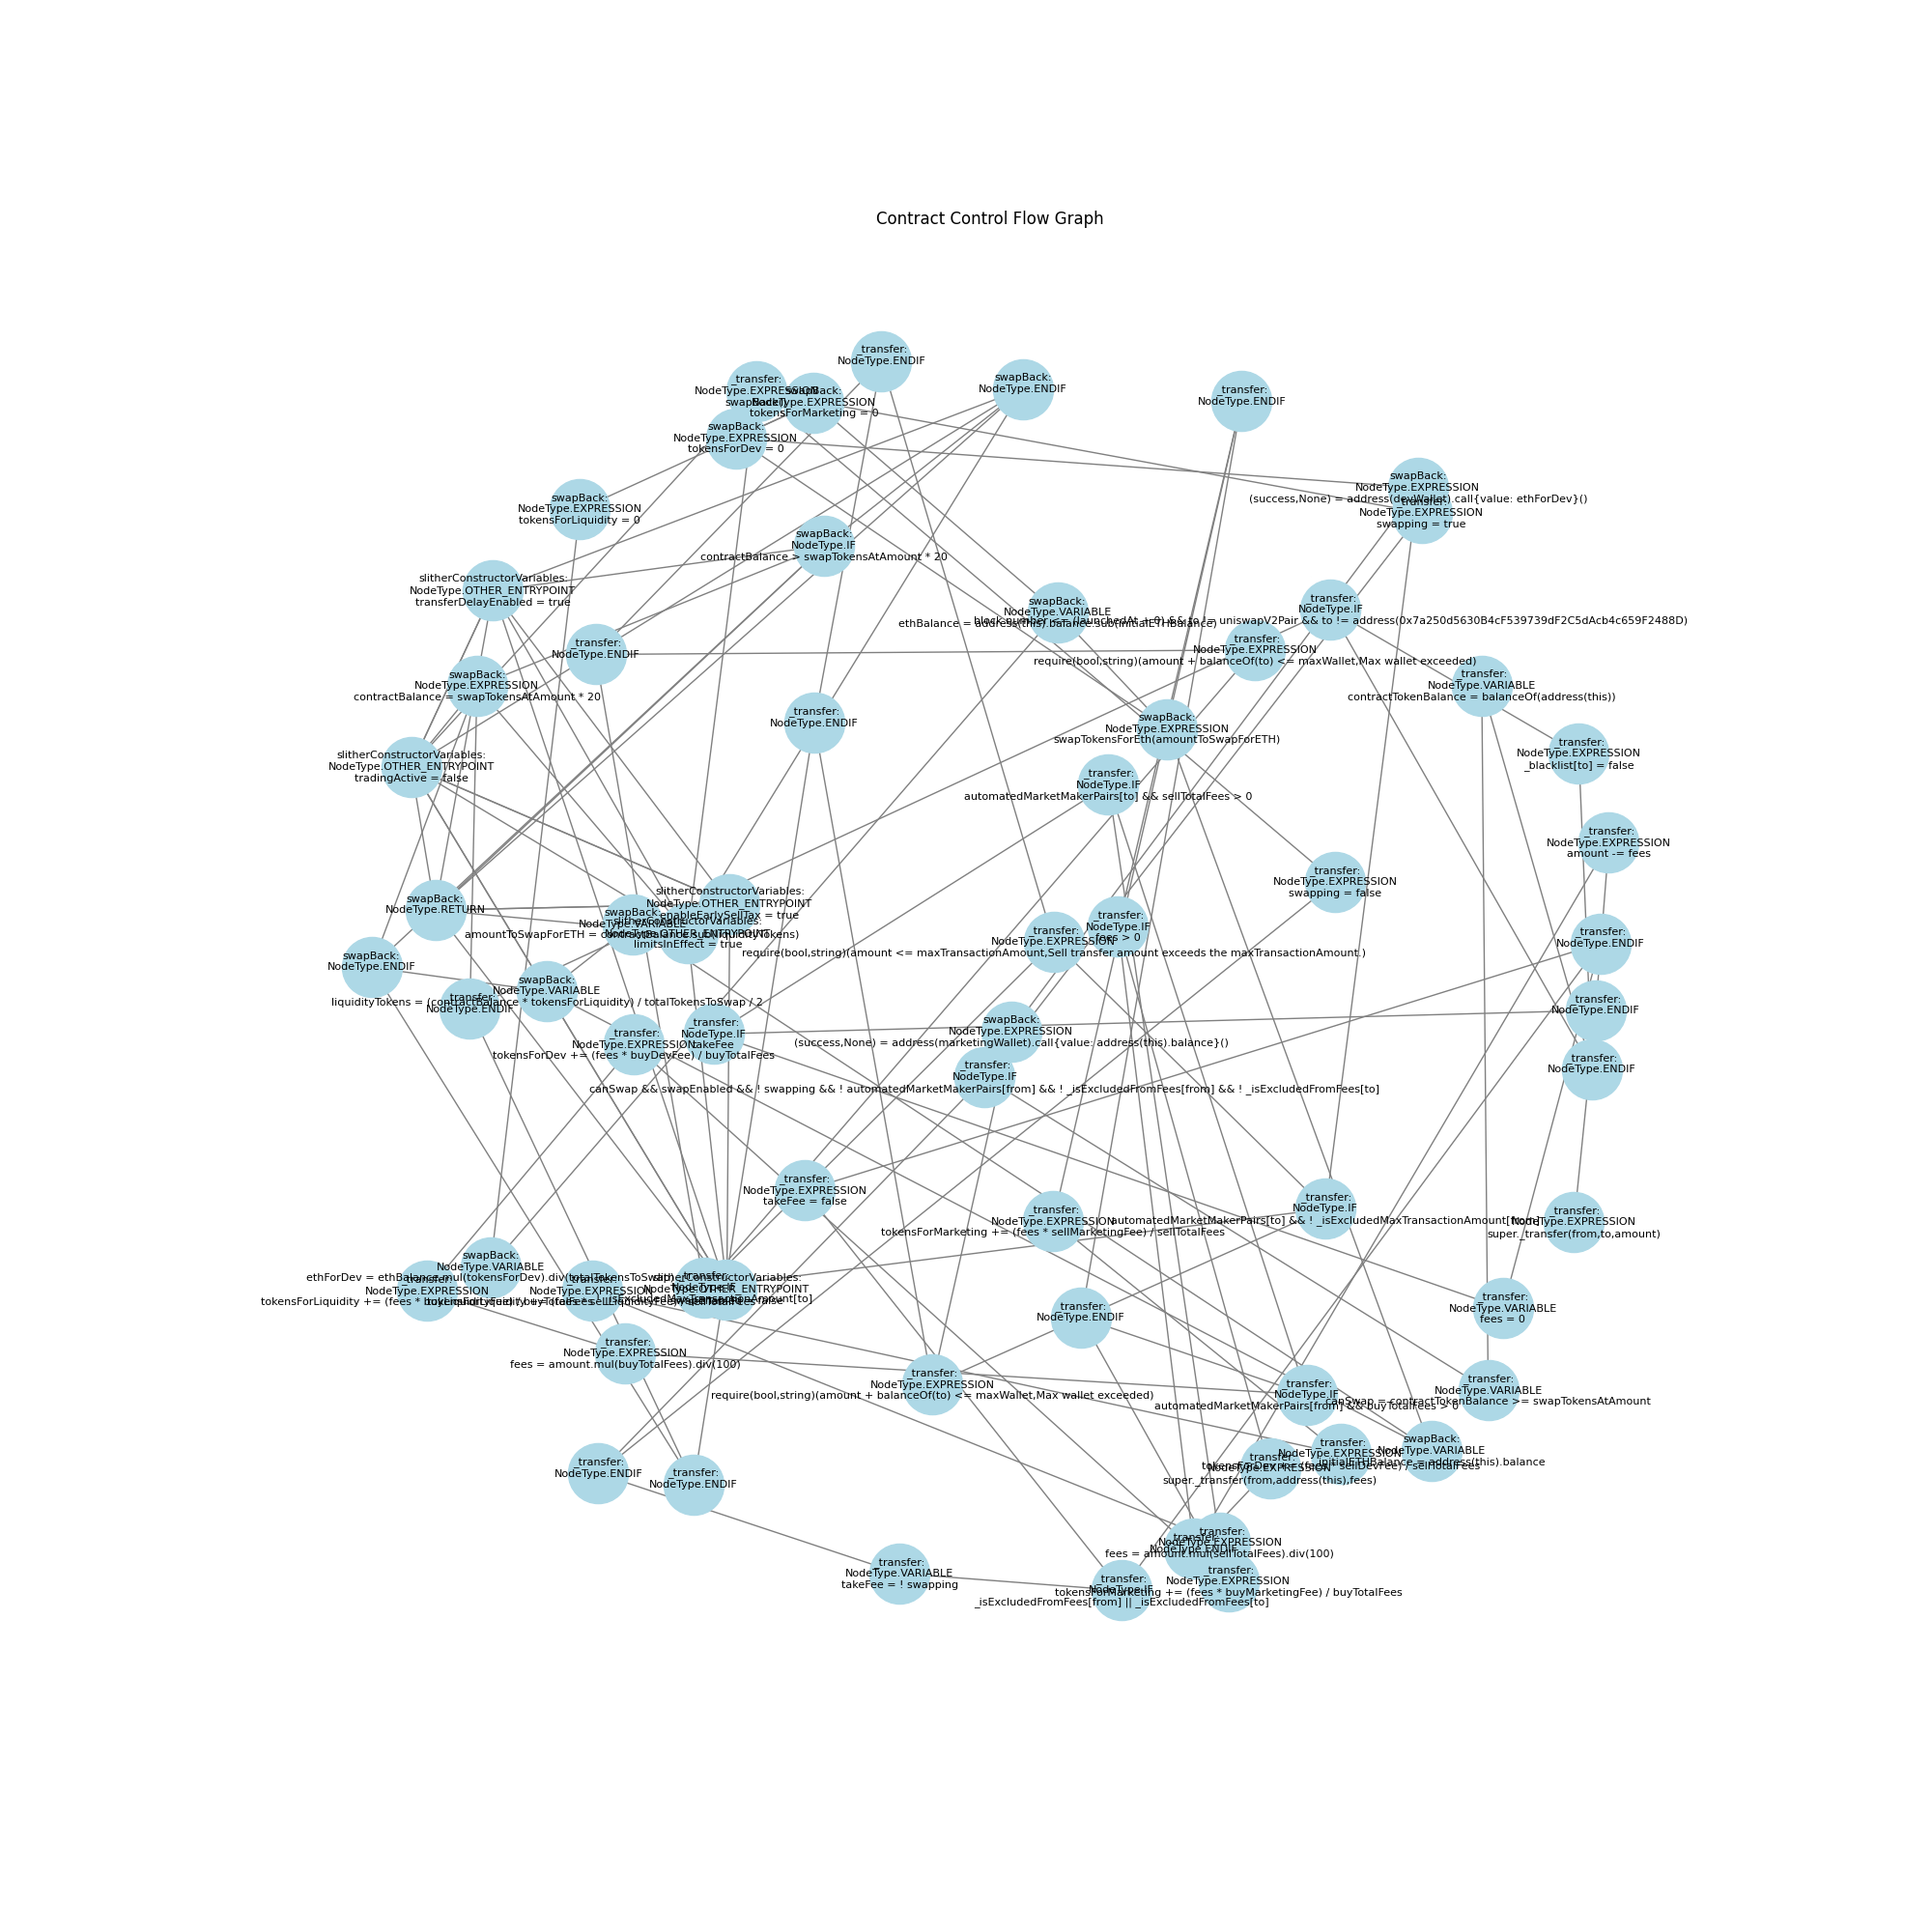 Contract Control Flow Graph
_transfer:
NodeType.ENDIF
_transfer:
NodeType.EXPRESSION
swapBack()
swapBack:
NodeType.EXPRESSION
tokensForMarketing = 0
swapBack:
NodeType.ENDIF
_transfer:
NodeType.ENDIF
swapBack:
NodeType.EXPRESSION
tokensForDev = 0
swapBack:
NodeType.EXPRESSION
(success,None) = address(devWallet).call{value: ethForDev}()
_transfer:
NodeType.EXPRESSION
swapping = true
swapBack:
NodeType.EXPRESSION
tokensForLiquidity = 0
swapBack:
NodeType.IF
contractBalance > swapTokensAtAmount * 20
slitherConstructorVariables:
NodeType.OTHER_ENTRYPOINT
transferDelayEnabled = true
swapBack:
NodeType.VARIABLE
ethBalance = address(this).balance.sub(initialETHBalance)
_transfer:
NodeType.IF
block.number <= (launchedAt + 0) && to != uniswapV2Pair && to != address(0x7a250d5630B4cF539739dF2C5dAcb4c659F2488D)
_transfer:
NodeType.ENDIF
_transfer:
NodeType.EXPRESSION
require(bool,string)(amount + balanceOf(to) <= maxWallet,Max wallet exceeded)
swapBack:
NodeType.EXPRESSION
contractBalance = swapTokensAtAmount * 20
_transfer:
NodeType.VARIABLE
contractTokenBalance = balanceOf(address(this))
_transfer:
NodeType.ENDIF
swapBack:
NodeType.EXPRESSION
swapTokensForEth(amountToSwapForETH)
_transfer:
NodeType.EXPRESSION
_blacklist[to] = false
slitherConstructorVariables:
NodeType.OTHER_ENTRYPOINT
tradingActive = false
_transfer:
NodeType.IF
automatedMarketMakerPairs[to] && sellTotalFees > 0
_transfer:
NodeType.EXPRESSION
amount -= fees
_transfer:
NodeType.EXPRESSION
swapping = false
swapBack:
NodeType.RETURN
slitherConstructorVariables:
NodeType.OTHER_ENTRYPOINT
enableEarlySellTax = true
swapBack:
NodeType.VARIABLE
amountToSwapForETH = contractBalance.sub(liquidityTokens)
slitherConstructorVariables:
NodeType.OTHER_ENTRYPOINT
limitsInEffect = true
_transfer:
NodeType.IF
fees > 0
_transfer:
NodeType.EXPRESSION
require(bool,string)(amount <= maxTransactionAmount,Sell transfer amount exceeds the maxTransactionAmount.)
_transfer:
NodeType.ENDIF
swapBack:
NodeType.ENDIF
swapBack:
NodeType.VARIABLE
liquidityTokens = (contractBalance * tokensForLiquidity) / totalTokensToSwap / 2
_transfer:
NodeType.ENDIF
_transfer:
NodeType.ENDIF
_transfer:
NodeType.EXPRESSION
tokensForDev += (fees * buyDevFee) / buyTotalFees
_transfer:
NodeType.IF
takeFee
swapBack:
NodeType.EXPRESSION
(success,None) = address(marketingWallet).call{value: address(this).balance}()
_transfer:
NodeType.ENDIF
_transfer:
NodeType.IF
canSwap && swapEnabled && ! swapping && ! automatedMarketMakerPairs[from] && ! _isExcludedFromFees[from] && ! _isExcludedFromFees[to]
_transfer:
NodeType.EXPRESSION
takeFee = false
_transfer:
NodeType.EXPRESSION
tokensForMarketing += (fees * sellMarketingFee) / sellTotalFees
_transfer:
NodeType.IF
automatedMarketMakerPairs[to] && ! _isExcludedMaxTransactionAmount[from]
_transfer:
NodeType.EXPRESSION
super._transfer(from,to,amount)
swapBack:
NodeType.VARIABLE
ethForDev = ethBalance.mul(tokensForDev).div(totalTokensToSwap)
_transfer:
NodeType.EXPRESSION
tokensForLiquidity += (fees * buyLiquidityFee) / buyTotalFees
_transfer:
NodeType.EXPRESSION
tokensForLiquidity += (fees * sellLiquidityFee) / sellTotalFees
slitherConstructorVariables:
NodeType.OTHER_ENTRYPOINT
_transfer:
NodeType.IF
! _isExcludedMaxTransactionAmount[to]
_transfer:
NodeType.VARIABLE
fees = 0
_transfer:
NodeType.ENDIF
_transfer:
NodeType.EXPRESSION
fees = amount.mul(buyTotalFees).div(100)
_transfer:
NodeType.EXPRESSION
require(bool,string)(amount + balanceOf(to) <= maxWallet,Max wallet exceeded)
_transfer:
NodeType.IF
automatedMarketMakerPairs[from] && buyTotalFees > 0
_transfer:
NodeType.VARIABLE
canSwap = contractTokenBalance >= swapTokensAtAmount
swapBack:
NodeType.VARIABLE
initialETHBalance = address(this).balance
_transfer:
NodeType.EXPRESSION
tokensForDev += (fees * sellDevFee) / sellTotalFees
_transfer:
NodeType.EXPRESSION
super._transfer(from,address(this),fees)
_transfer:
NodeType.ENDIF
_transfer:
NodeType.ENDIF
_transfer:
NodeType.EXPRESSION
fees = amount.mul(sellTotalFees).div(100)
_transfer:
NodeType.ENDIF
_transfer:
NodeType.VARIABLE
takeFee = ! swapping
_transfer:
NodeType.EXPRESSION
tokensForMarketing += (fees * buyMarketingFee) / buyTotalFees
_transfer:
NodeType.IF
_isExcludedFromFees[from] || _isExcludedFromFees[to]